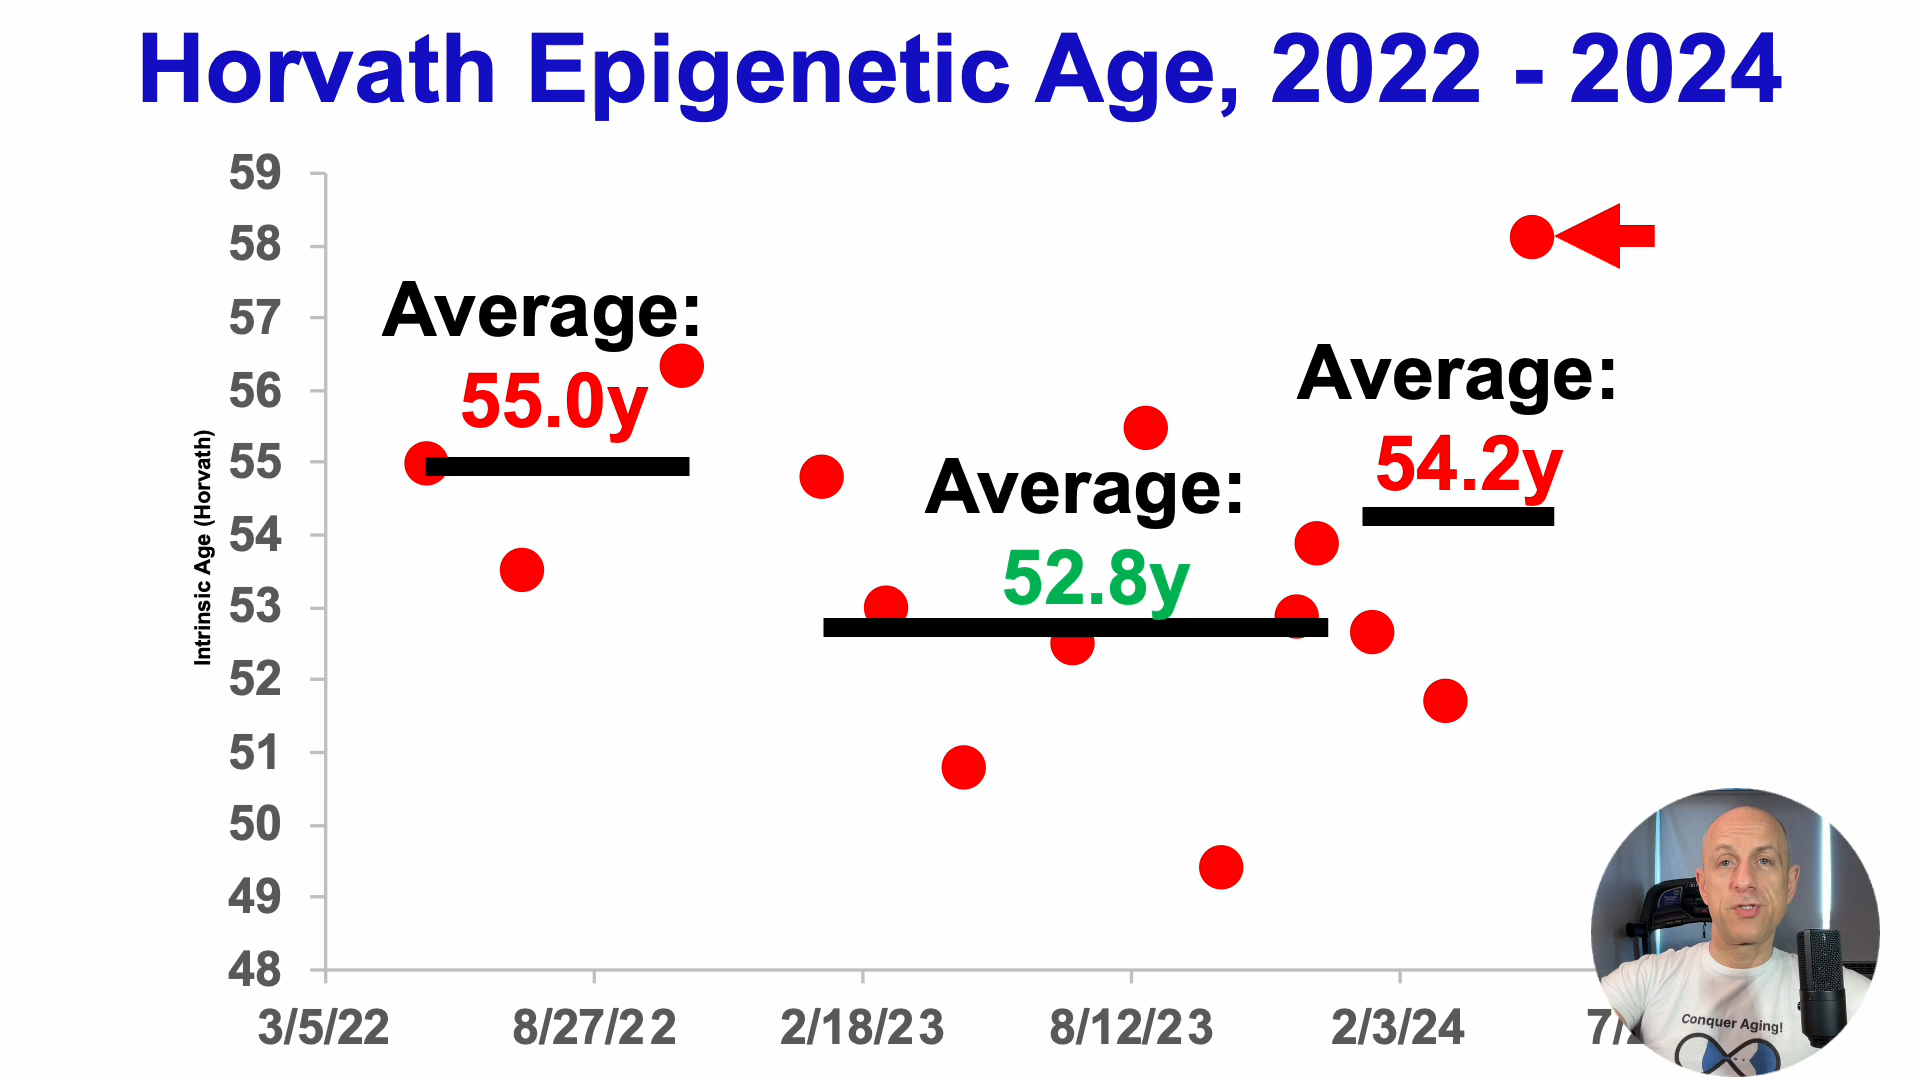 Horvath Epigenetic Age, 2022 - 2024
59
58
57
56
55
54
53
52
51
50
49
48
Intrinsic Age (Horvath)
Average:
55.0y
Average:
52.8y
Average:
54.2y
3/5/22
8/27/22
2/18/23
8/12/23
2/3/24
Conquer Aging!